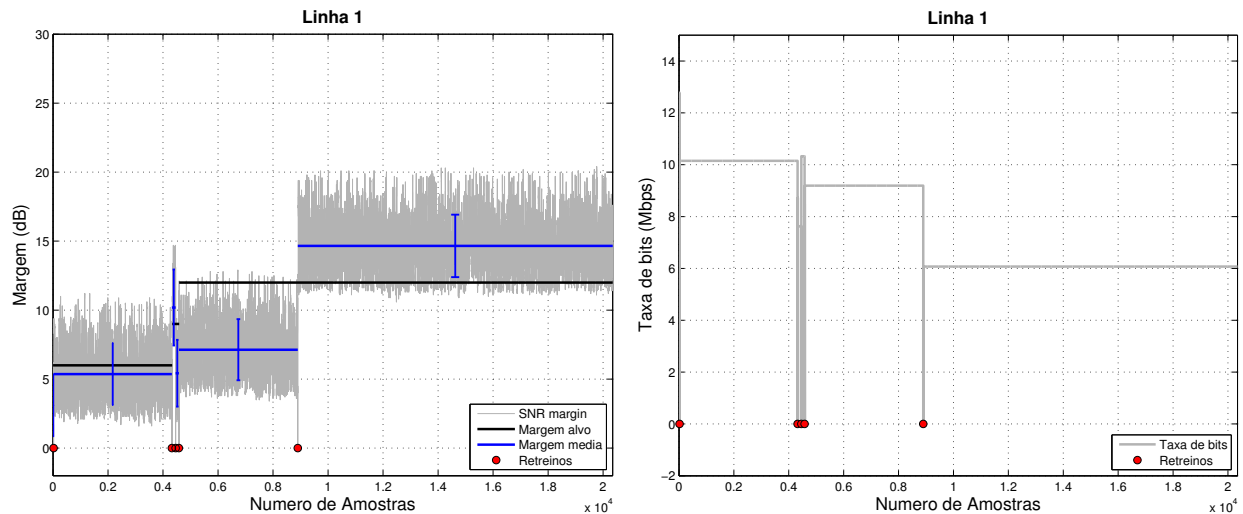 Linha 1
30
25
20
15
10
5
0
Margem (dB)
0 0.2 0.4 0.6 0.8 1 1.2 1.4 1.6 1.8 2
x 10^4
Numero de Amostras
SNR margin
Margem alvo
Margem media
Retreinos
Linha 1
14
12
10
8
6
4
2
0
−2
Taxa de bits (Mbps)
0 0.2 0.4 0.6 0.8 1 1.2 1.4 1.6 1.8 2
x 10^4
Numero de Amostras
Taxa de bits
Retreinos